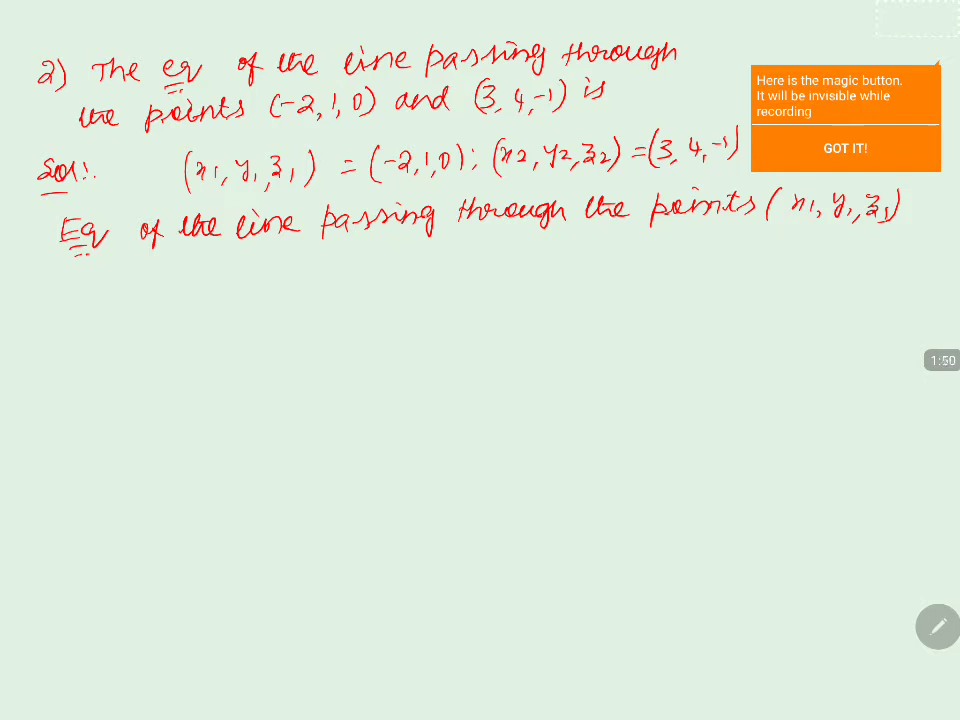 2) The eq of the line passing through
the points (-2, 1, 0) and (3, 4, -1) is
Sol:. (x1, y1, z1) = (-2, 1, 0); (x2, y2, z2) = (3, 4, -1)
Eq of the line passing through the points (x1, y1, z1)
Here is the magic button.
It will be invisible while
recording
GOT IT!
1:50